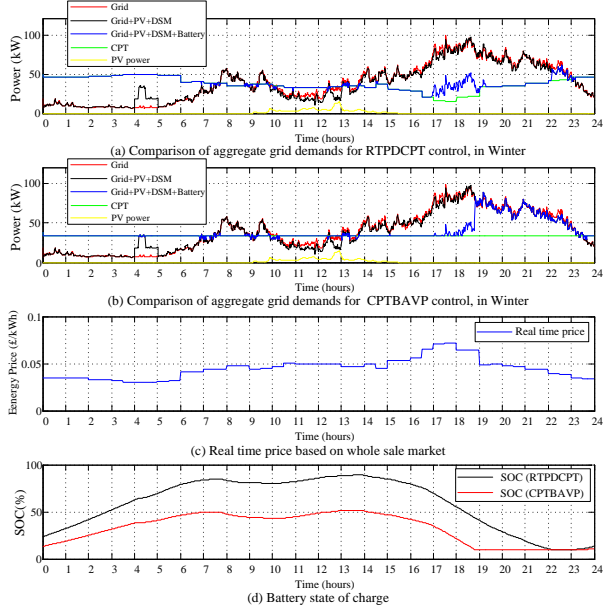 Grid
Grid+PV+DSM
Grid+PV+DSM+Battery
CPT
PV power
Power (kW)
100
50
0
0 1 2 3 4 5 6 7 8 9 10 11 12 13 14 15 16 17 18 19 20 21 22 23 24
Time (hours)
(a) Comparison of aggregate grid demands for RTPDCPT control, in Winter
Grid
Grid+PV+DSM
Grid+PV+DSM+Battery
CPT
PV power
Power (kW)
100
50
0
0 1 2 3 4 5 6 7 8 9 10 11 12 13 14 15 16 17 18 19 20 21 22 23 24
Time (hours)
(b) Comparison of aggregate grid demands for CPTBAVP control, in Winter
Real time price
Eenergy Price (£/kWh)
0.1
0.05
0
0 1 2 3 4 5 6 7 8 9 10 11 12 13 14 15 16 17 18 19 20 21 22 23 24
Time (hours)
(c) Real time price based on whole sale market
SOC (RTPDCPT)
SOC (CPTBAVP)
SOC(%)
100
50
0
0 1 2 3 4 5 6 7 8 9 10 11 12 13 14 15 16 17 18 19 20 21 22 23 24
Time (hours)
(d) Battery state of charge